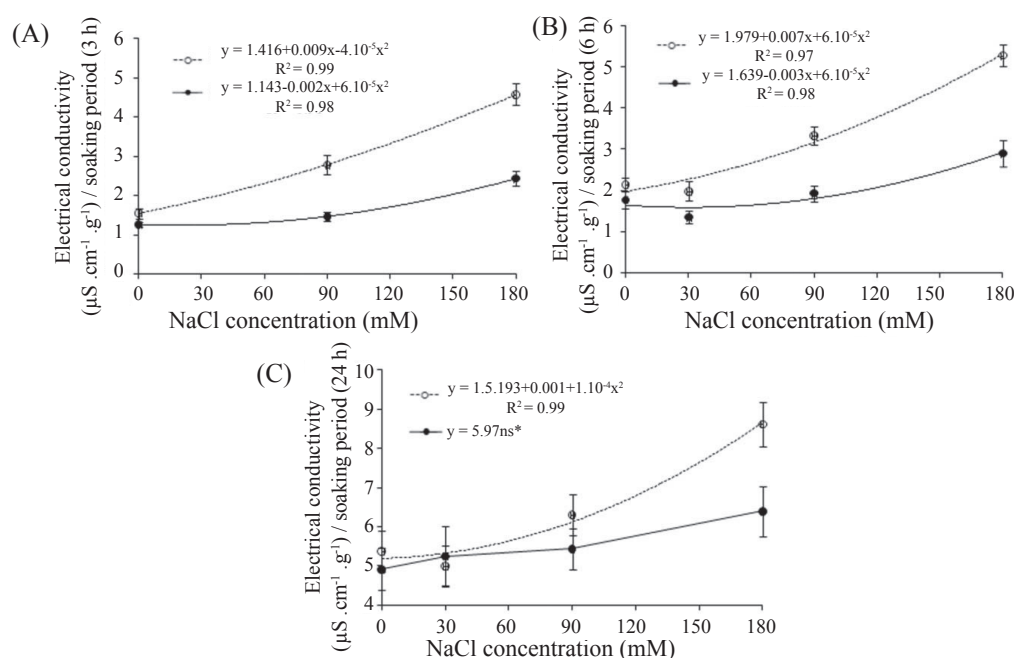 (A)
Electrical conductivity
(µS .cm⁻¹ .g⁻¹) / soaking period (3 h)
6
5
4
3
2
1
0
y = 1.416+0.009x-4.10⁻⁵x²
R² = 0.99
y = 1.143-0.002x+6.10⁻⁵x²
R² = 0.98
0 30 60 90 120 150 180
NaCl concentration (mM)
(B)
Electrical conductivity
(µS .cm⁻¹ .g⁻¹) / soaking period (6 h)
6
5
4
3
2
1
0
y = 1.979+0.007x+6.10⁻⁵x²
R² = 0.97
y = 1.639-0.003x+6.10⁻⁵x²
R² = 0.98
0 30 60 90 120 150 180
NaCl concentration (mM)
(C)
Electrical conductivity
(µS .cm⁻¹ .g⁻¹) / soaking period (24 h)
10
9
8
7
6
5
4
y = 1.5.193+0.001+1.10⁻⁴x²
R² = 0.99
y = 5.97ns*
0 30 60 90 120 150 180
NaCl concentration (mM)